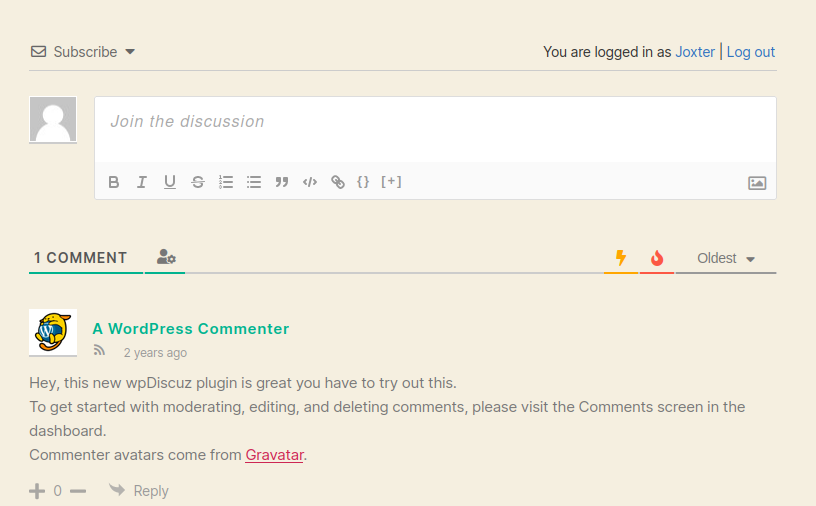 Subscribe
You are logged in as Joxter | Log out
Join the discussion
B I U S </> {} [+]
1 COMMENT
Oldest
A WordPress Commenter
2 years ago
Hey, this new wpDiscuz plugin is great you have to try out this.
To get started with moderating, editing, and deleting comments, please visit the Comments screen in the
dashboard.
Commenter avatars come from Gravatar.
0 Reply